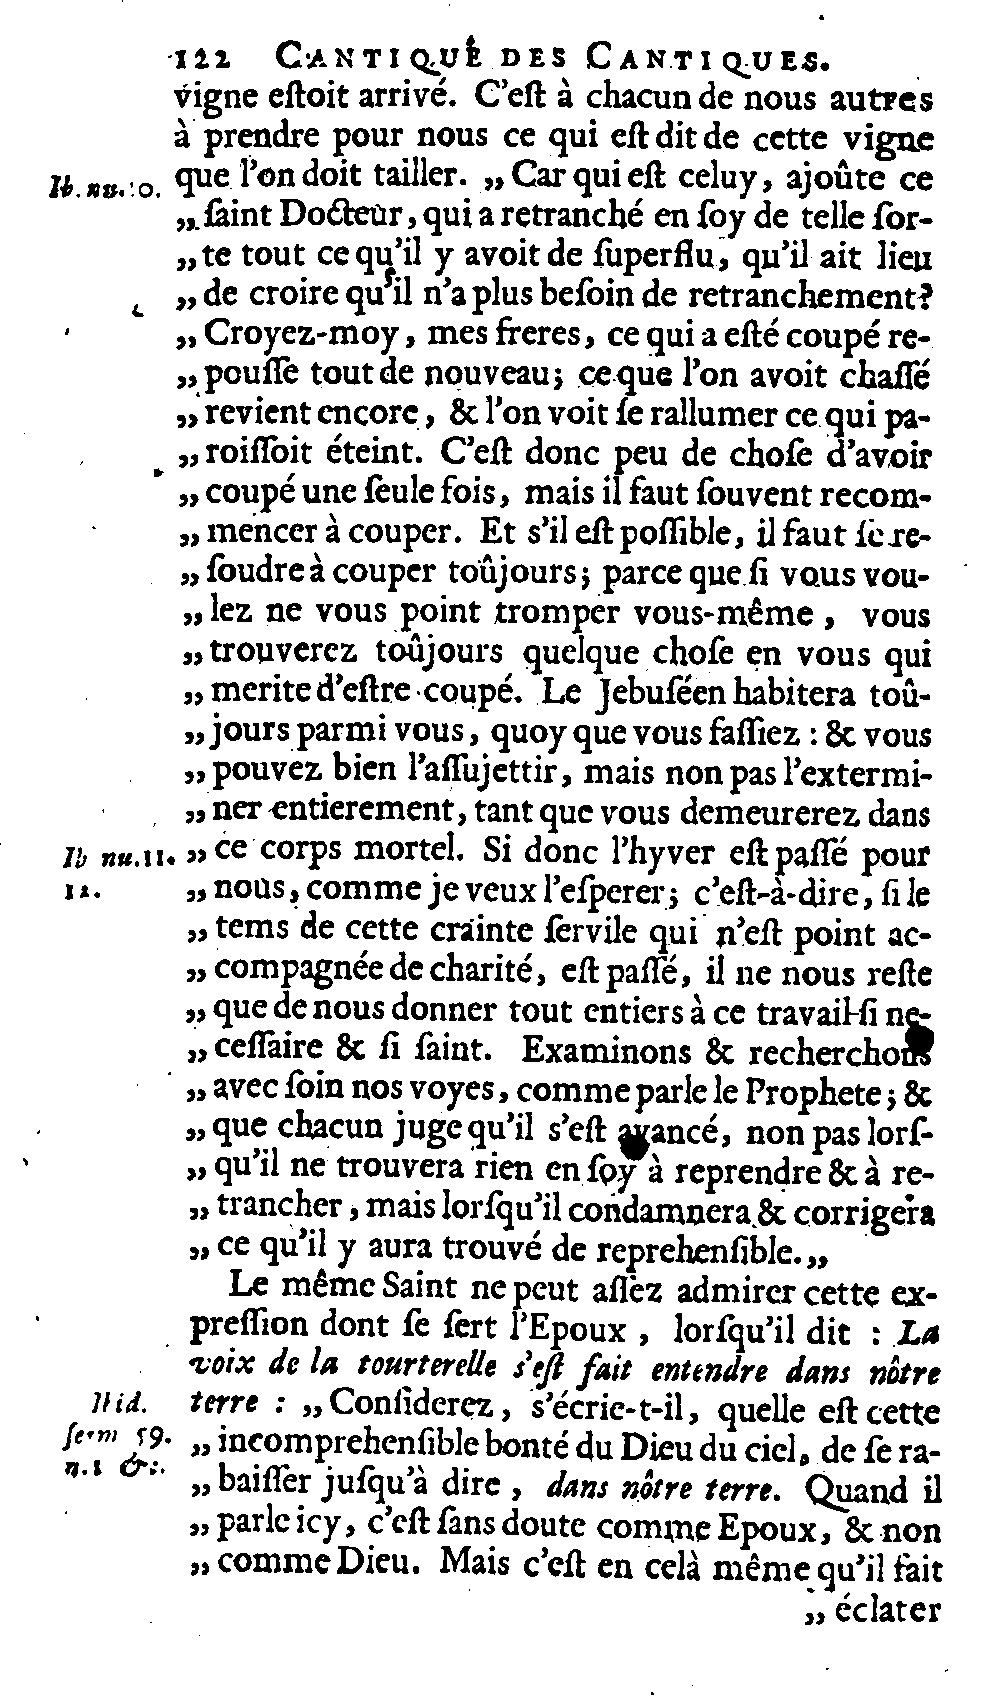 122 CANTIQUE DES CANTIQUES.
vigne eſtoit arrivé. C'eſt à chacun de nous autres
à prendre pour nous ce qui eſt dit de cette vigne
Ib. nu. 10. que l'on doit tailler. „ Car qui eſt celuy, ajoûte ce
„ ſaint Docteur, qui a retranché en ſoy de telle ſor-
„ te tout ce qu'il y avoit de ſuperflu, qu'il ait lieu
„ de croire qu'il n'a plus beſoin de retranchement?
„ Croyez-moy, mes freres, ce qui a eſté coupé re-
„ pouſſe tout de nouveau; ce que l'on avoit chaſſé
„ revient encore, & l'on voit ſe rallumer ce qui pa-
„ roiſſoit éteint. C'eſt donc peu de choſe d'avoir
„ coupé une ſeule fois, mais il faut ſouvent recom-
„ mencer à couper. Et s'il eſt poſſible, il faut ſe re-
„ ſoudre à couper toûjours; parce que ſi vous vou-
„ lez ne vous point tromper vous-même, vous
„ trouverez toûjours quelque choſe en vous qui
„ merite d'eſtre coupé. Le Jebuſéen habitera toû-
„ jours parmi vous, quoy que vous faſſiez : & vous
„ pouvez bien l'aſſujettir, mais non pas l'extermi-
„ ner entierement, tant que vous demeurerez dans
Ib nu. 11. „ ce corps mortel. Si donc l'hyver eſt paſſé pour
12. „ nous, comme je veux l'eſperer; c'eſt-à-dire, ſi le
„ tems de cette crainte ſervile qui n'eſt point ac-
„ compagnée de charité, eſt paſſé, il ne nous reſte
„ que de nous donner tout entiers à ce travail ſi ne-
„ ceſſaire & ſi ſaint. Examinons & recherchons
„ avec ſoin nos voyes, comme parle le Prophete; &
„ que chacun juge qu'il s'eſt avancé, non pas lorſ-
„ qu'il ne trouvera rien en ſoy à reprendre & à re-
„ trancher, mais lorſqu'il condamnera & corrigera
„ ce qu'il y aura trouvé de reprehenſible. „
Le même Saint ne peut aſſez admirer cette ex-
preſſion dont ſe ſert l'Epoux, lorſqu'il dit : La
voix de la tourterelle s'eſt fait entendre dans nôtre
Ibid. terre : „ Conſiderez, s'écrie-t-il, quelle eſt cette
ſerm 59. „ incomprehenſible bonté du Dieu du ciel, de ſe ra-
n. 1 &c. „ baiſſer juſqu'à dire, dans nôtre terre. Quand il
„ parle icy, c'eſt ſans doute comme Epoux, & non
„ comme Dieu. Mais c'eſt en celà même qu'il fait
„ éclater